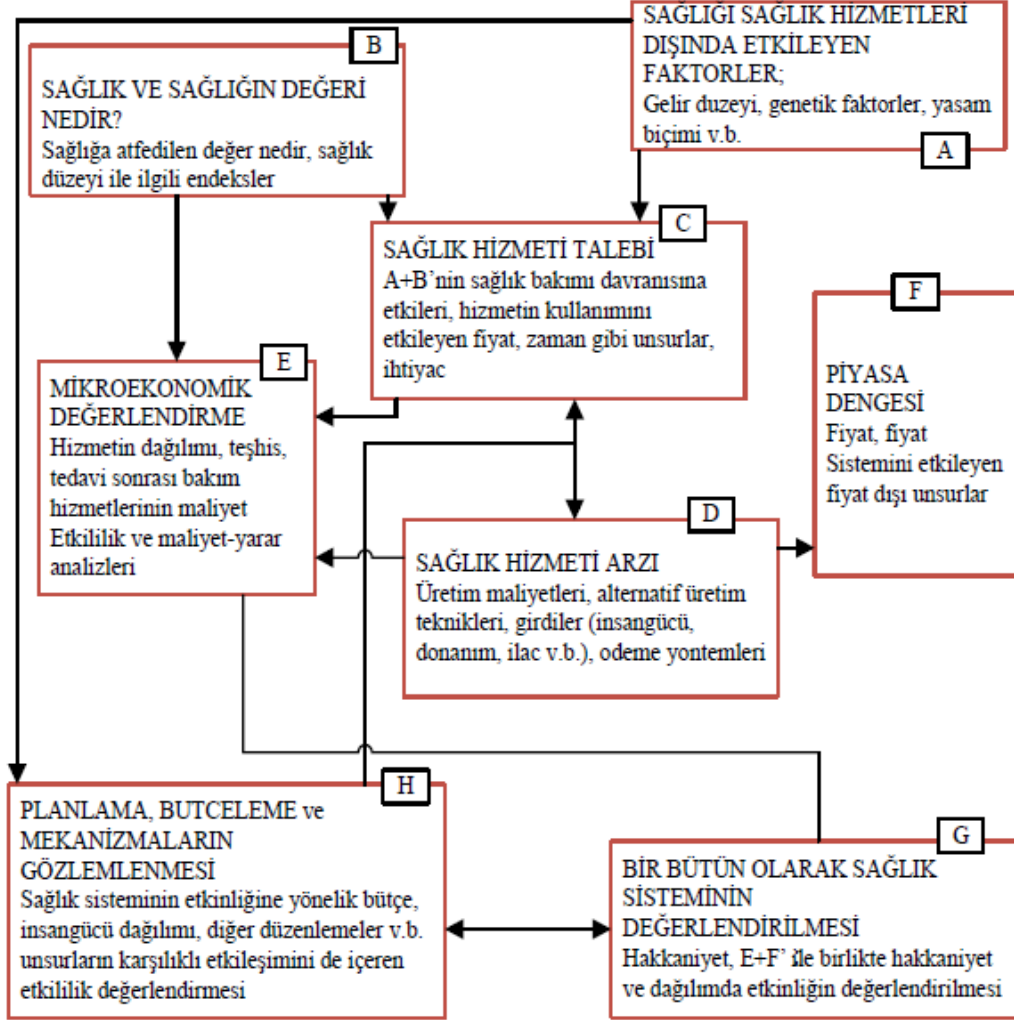 SAĞLIĞI SAĞLIK HİZMETLERİ
DIŞINDA ETKİLEYEN
FAKTORLER;
Gelir duzeyi, genetik faktorler, yasam
biçimi v.b.
A
B
SAĞLIK VE SAĞLIĞIN DEĞERİ
NEDİR?
Sağlığa atfedilen değer nedir, sağlık
düzeyi ile ilgili endeksler
C
SAĞLIK HİZMETİ TALEBİ
A+B’nin sağlık bakımı davranısına
etkileri, hizmetin kullanımını
etkileyen fiyat, zaman gibi unsurlar,
ihtiyac
F
PİYASA
DENGESİ
Fiyat, fiyat
Sistemini etkileyen
fiyat dışı unsurlar
E
MİKROEKONOMİK
DEĞERLENDİRME
Hizmetin dağılımı, teşhis,
tedavi sonrası bakım
hizmetlerinin maliyet
Etkililik ve maliyet-yarar
analizleri
D
SAĞLIK HİZMETİ ARZI
Üretim maliyetleri, alternatif üretim
teknikleri, girdiler (insangücü,
donanım, ilac v.b.), odeme yontemleri
H
PLANLAMA, BUTCELEME ve
MEKANİZMALARIN
GÖZLEMLENMESİ
Sağlık sisteminin etkinliğine yönelik bütçe,
insangücü dağılımı, diğer düzenlemeler v.b.
unsurların karşılıklı etkileşimini de içeren
etkililik değerlendirmesi
G
BİR BÜTÜN OLARAK SAĞLIK
SİSTEMİNİN
DEĞERLENDİRİLMESİ
Hakkaniyet, E+F’ ile birlikte hakkaniyet
ve dağılımda etkinliğin değerlendirilmesi